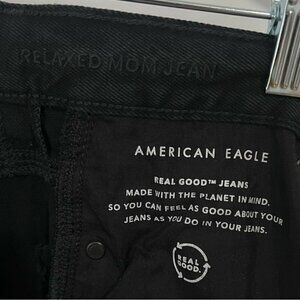 RELAXED MOM JEAN
AMERICAN EAGLE
REAL GOOD™ JEANS
MADE WITH THE PLANET IN MIND.
SO YOU CAN FEEL AS GOOD ABOUT YOUR
JEANS AS YOU DO IN YOUR JEANS.
REAL
GOOD.